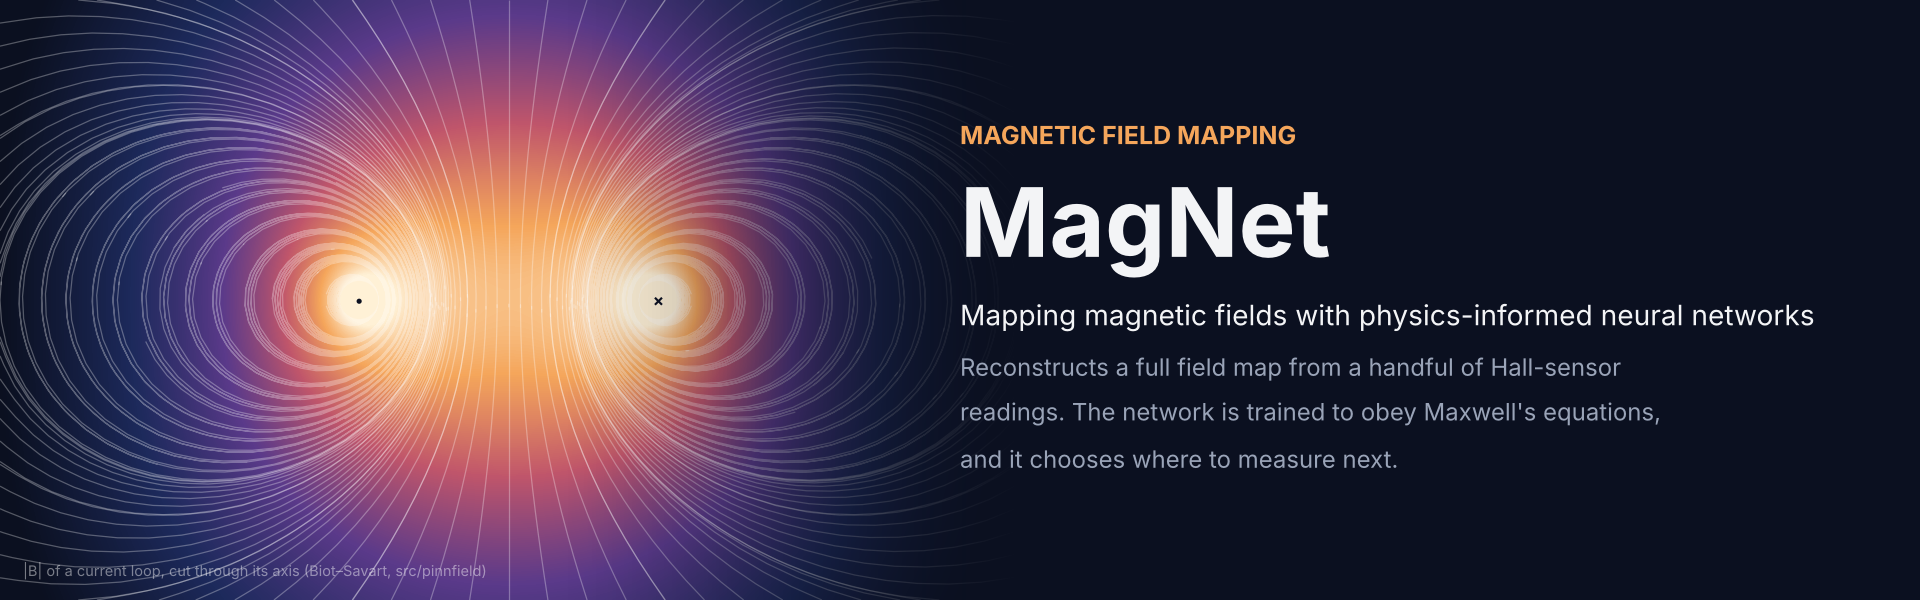 MAGNETIC FIELD MAPPING
MagNet
Mapping magnetic fields with physics-informed neural networks
Reconstructs a full field map from a handful of Hall-sensor
readings. The network is trained to obey Maxwell's equations,
and it chooses where to measure next.
|B| of a current loop, cut through its axis (Biot–Savart, src/pinnfield)